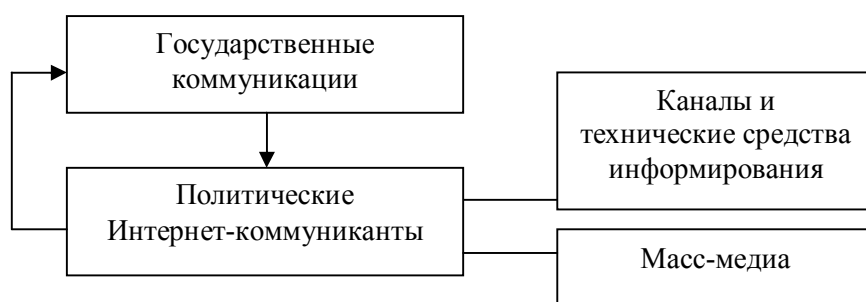 Государственные
коммуникации
Каналы и
технические средства
информирования
Политические
Интернет-коммуниканты
Масс-медиа